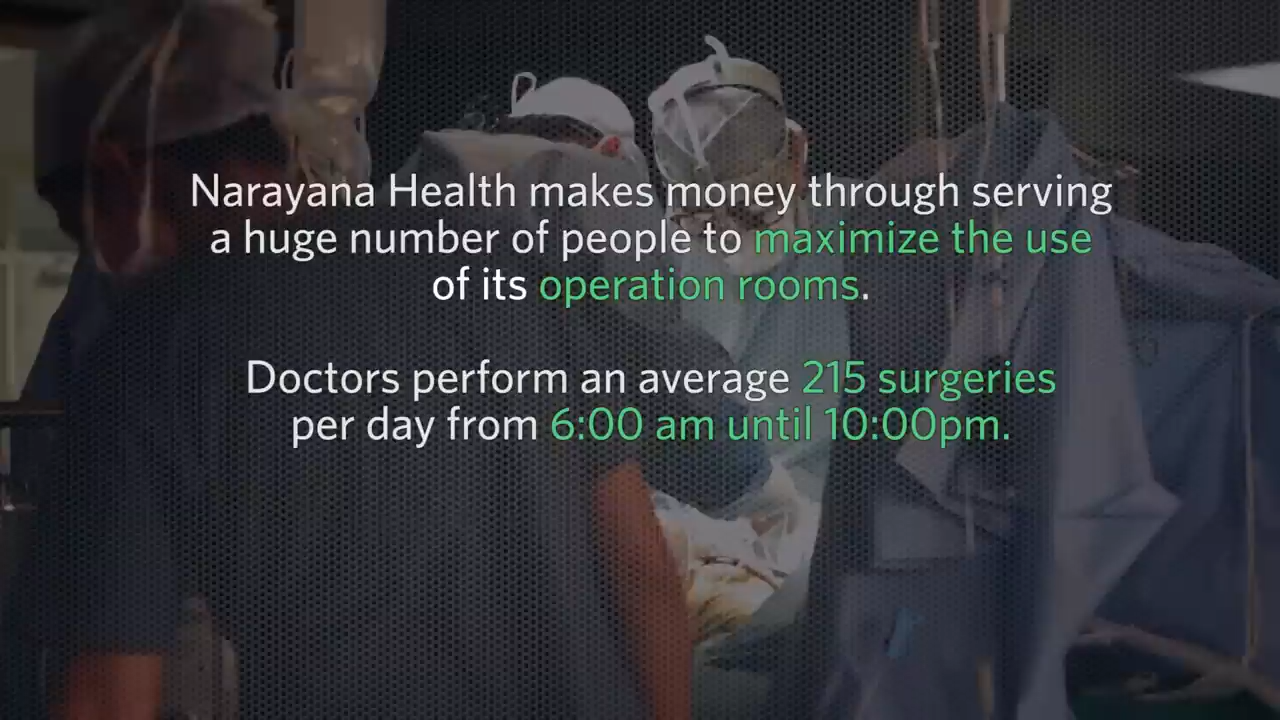 Narayana Health makes money through serving
a huge number of people to maximize the use
of its operation rooms.
Doctors perform an average 215 surgeries
per day from 6:00 am until 10:00pm.